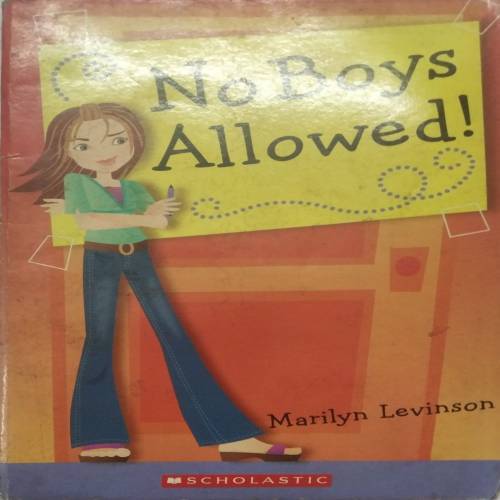 No Boys
Allowed!
Marilyn Levinson
SCHOLASTIC